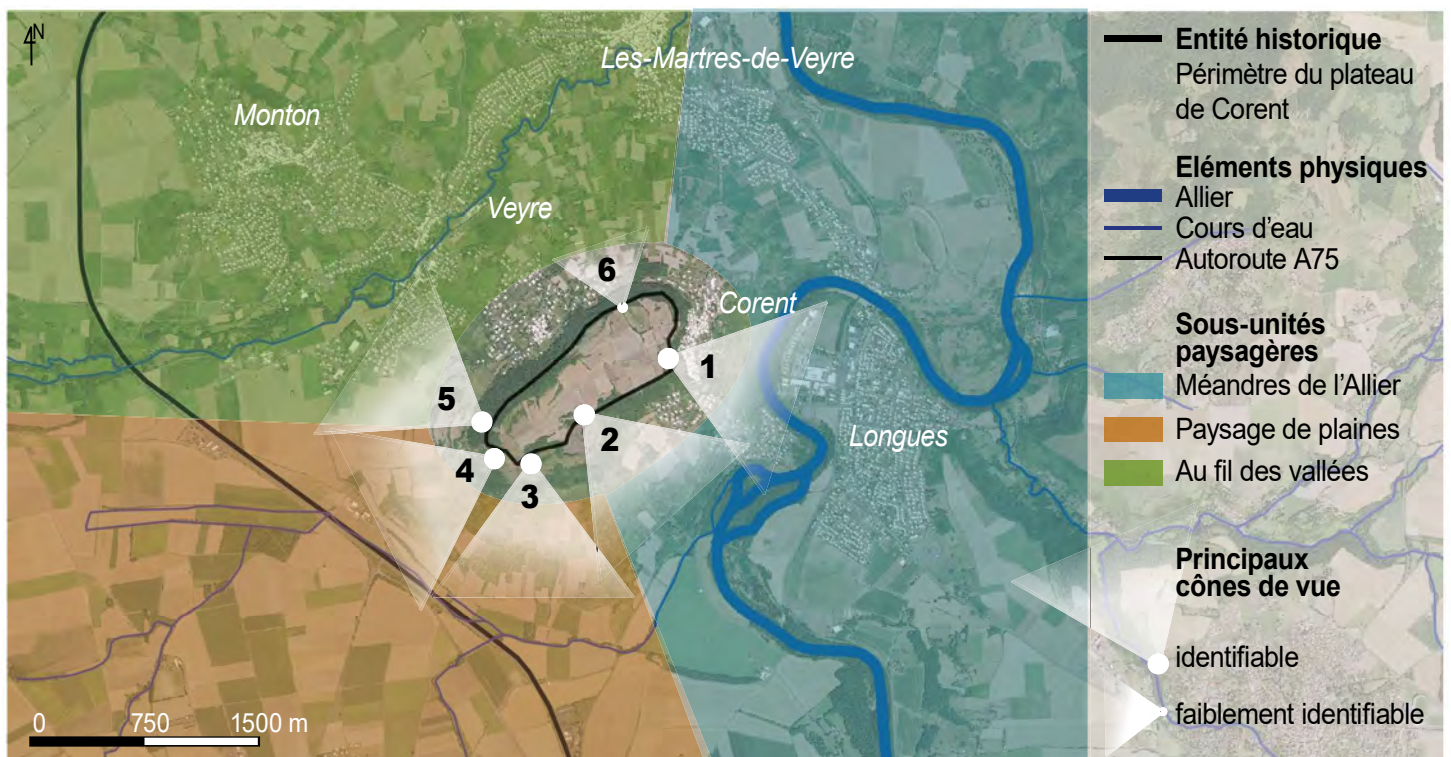 N
Les-Martres-de-Veyre
Monton
Veyre
6
Corent
1
5
2
Longues
4
3
0 750 1500 m
Entité historique
Périmètre du plateau
de Corent
Eléments physiques
Allier
Cours d'eau
Autoroute A75
Sous-unités
paysagères
Méandres de l'Allier
Paysage de plaines
Au fil des vallées
Principaux
cônes de vue
identifiable
faiblement identifiable